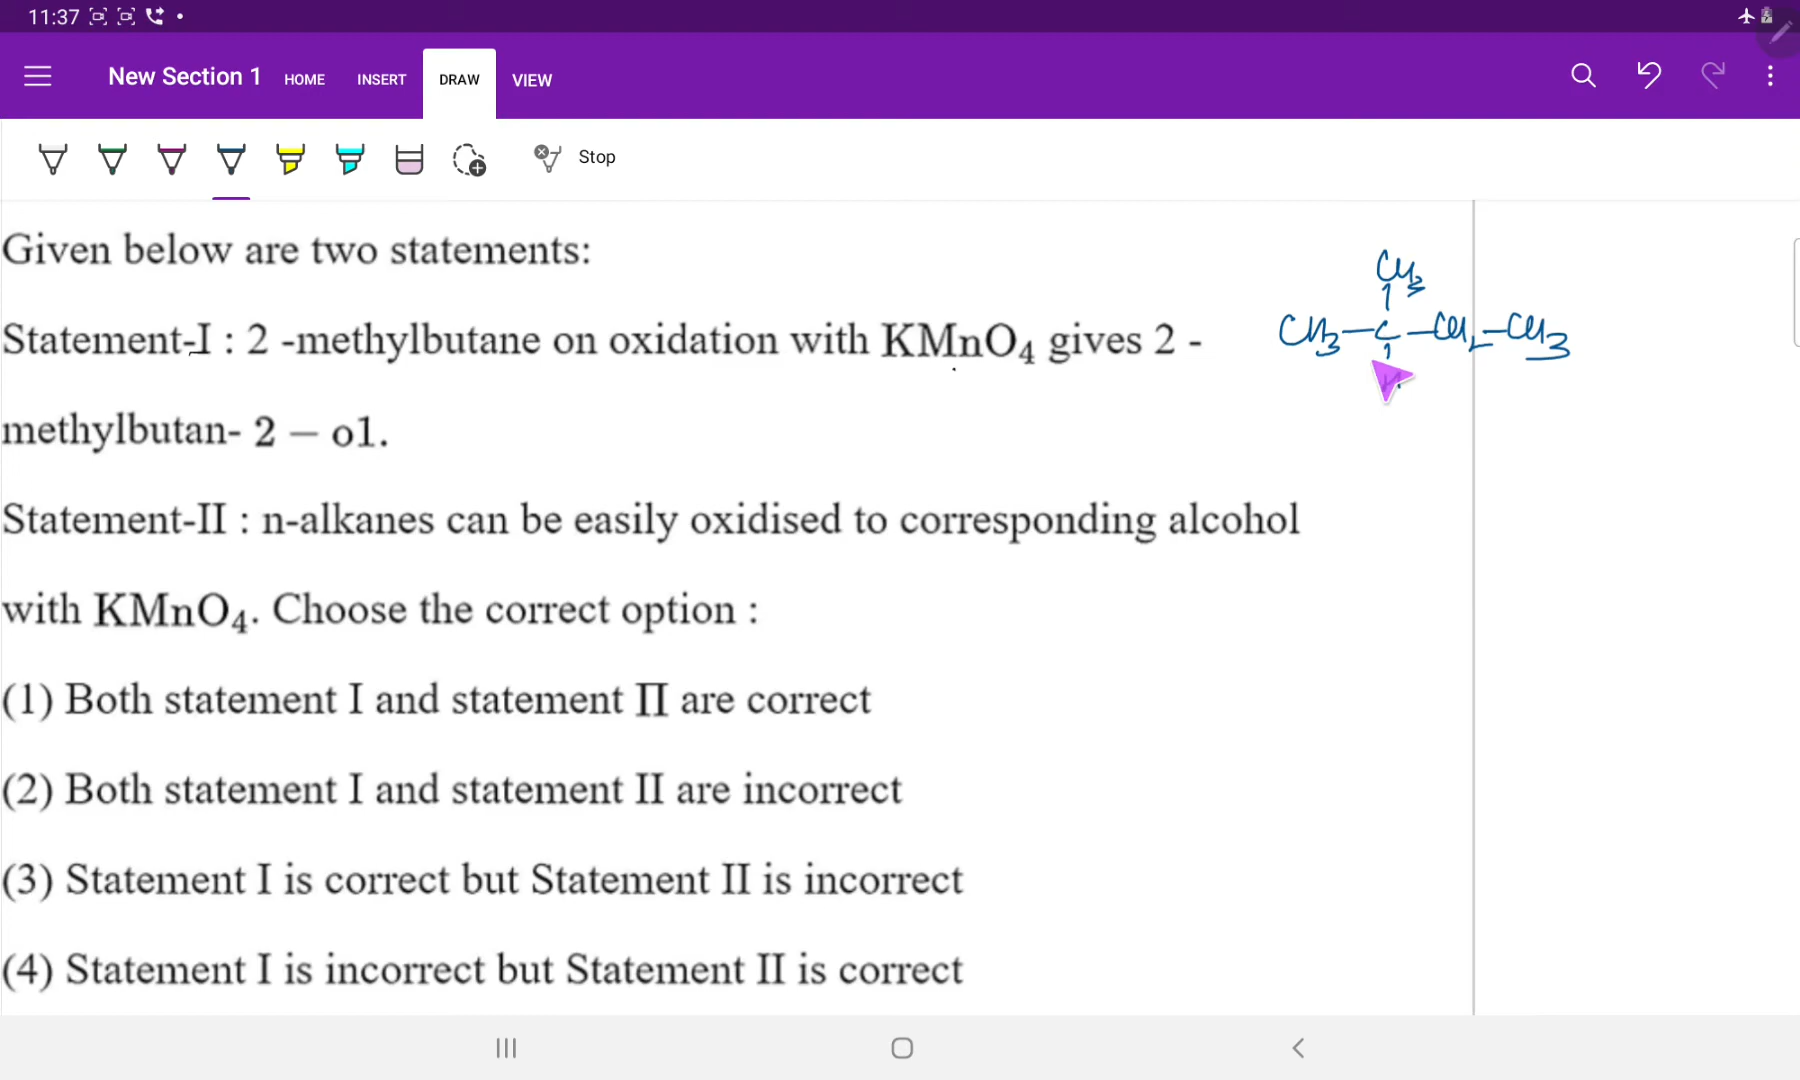 11:37
New Section 1 HOME INSERT DRAW VIEW
Stop
Given below are two statements:
Statement-I : 2 -methylbutane on oxidation with KMnO₄ gives 2 -
methylbutan- 2 – o1.
Statement-II : n-alkanes can be easily oxidised to corresponding alcohol
with KMnO₄. Choose the correct option :
(1) Both statement I and statement Π are correct
(2) Both statement I and statement II are incorrect
(3) Statement I is correct but Statement II is incorrect
(4) Statement I is incorrect but Statement II is correct
CH₃
CH₃–C–CH₂–CH₃